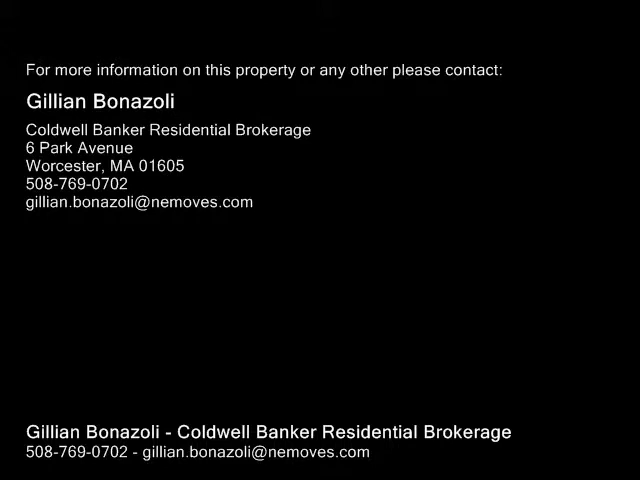 For more information on this property or any other please contact:
Gillian Bonazoli
Coldwell Banker Residential Brokerage
6 Park Avenue
Worcester, MA 01605
508-769-0702
gillian.bonazoli@nemoves.com
Gillian Bonazoli - Coldwell Banker Residential Brokerage
508-769-0702 - gillian.bonazoli@nemoves.com